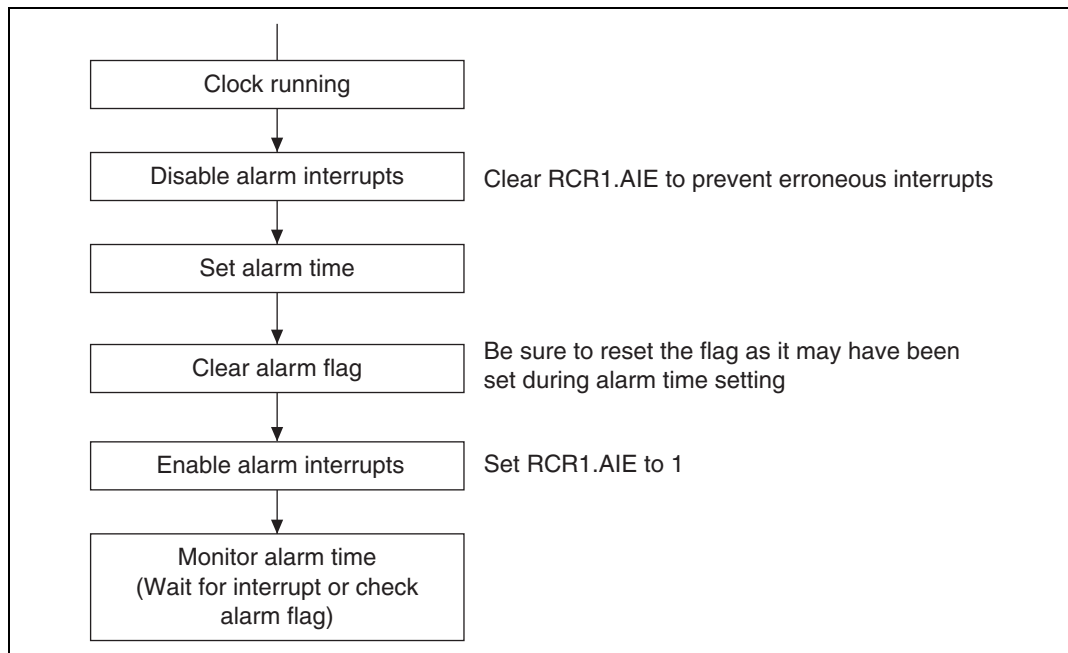 Clock running
Disable alarm interrupts
Clear RCR1.AIE to prevent erroneous interrupts
Set alarm time
Clear alarm flag
Be sure to reset the flag as it may have been
set during alarm time setting
Enable alarm interrupts
Set RCR1.AIE to 1
Monitor alarm time
(Wait for interrupt or check
alarm flag)